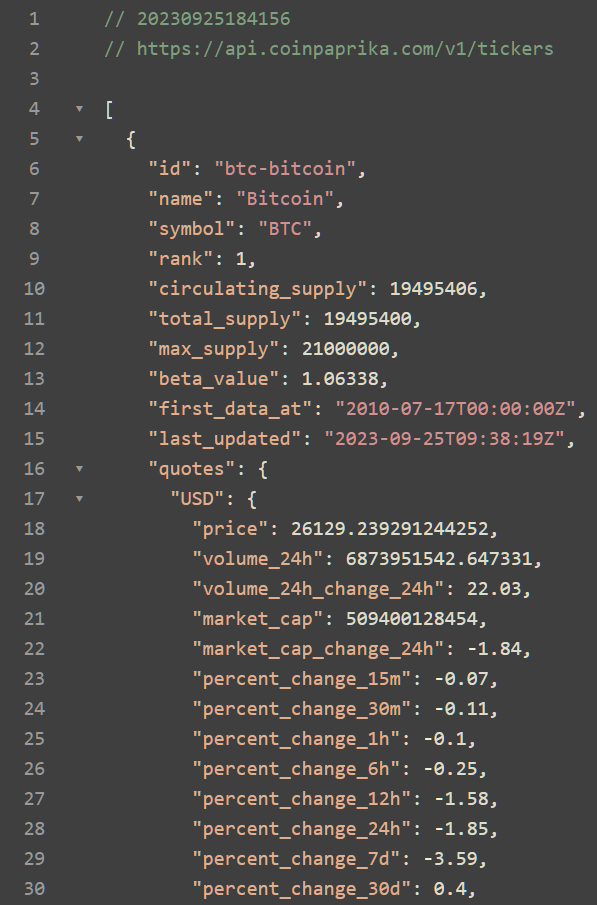 1 // 20230925184156
2 // https://api.coinpaprika.com/v1/tickers
3
4 ▼ [
5 ▼ {
6 "id": "btc-bitcoin",
7 "name": "Bitcoin",
8 "symbol": "BTC",
9 "rank": 1,
10 "circulating_supply": 19495406,
11 "total_supply": 19495400,
12 "max_supply": 21000000,
13 "beta_value": 1.06338,
14 "first_data_at": "2010-07-17T00:00:00Z",
15 "last_updated": "2023-09-25T09:38:19Z",
16 ▼ "quotes": {
17 ▼ "USD": {
18 "price": 26129.239291244252,
19 "volume_24h": 6873951542.647331,
20 "volume_24h_change_24h": 22.03,
21 "market_cap": 509400128454,
22 "market_cap_change_24h": -1.84,
23 "percent_change_15m": -0.07,
24 "percent_change_30m": -0.11,
25 "percent_change_1h": -0.1,
26 "percent_change_6h": -0.25,
27 "percent_change_12h": -1.58,
28 "percent_change_24h": -1.85,
29 "percent_change_7d": -3.59,
30 "percent_change_30d": 0.4,